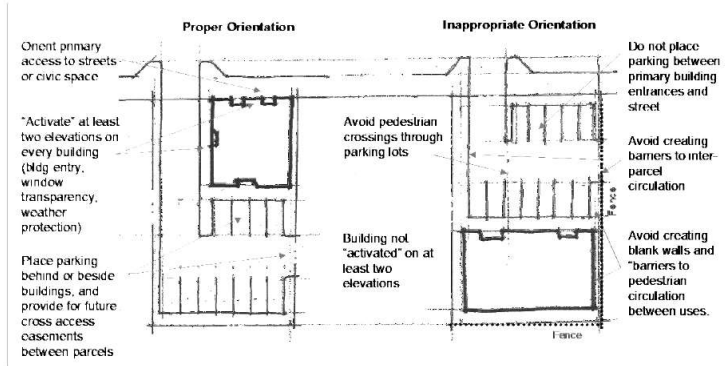 Proper Orientation
Inappropriate Orientation
Orient primary
access to streets
or civic space
"Activate" at least
two elevations on
every building
(bldg entry,
window
transparency,
weather
protection)
Place parking
behind or beside
buildings, and
provide for future
cross access
easements
between parcels
Avoid pedestrian
crossings through
parking lots
Building not
"activated" on at
least two
elevations
Do not place
parking between
primary building
entrances and
street
Avoid creating
barriers to inter-
parcel
circulation
Fence
Avoid creating
blank walls and
"barriers to
pedestrian
circulation
between uses.
Fence